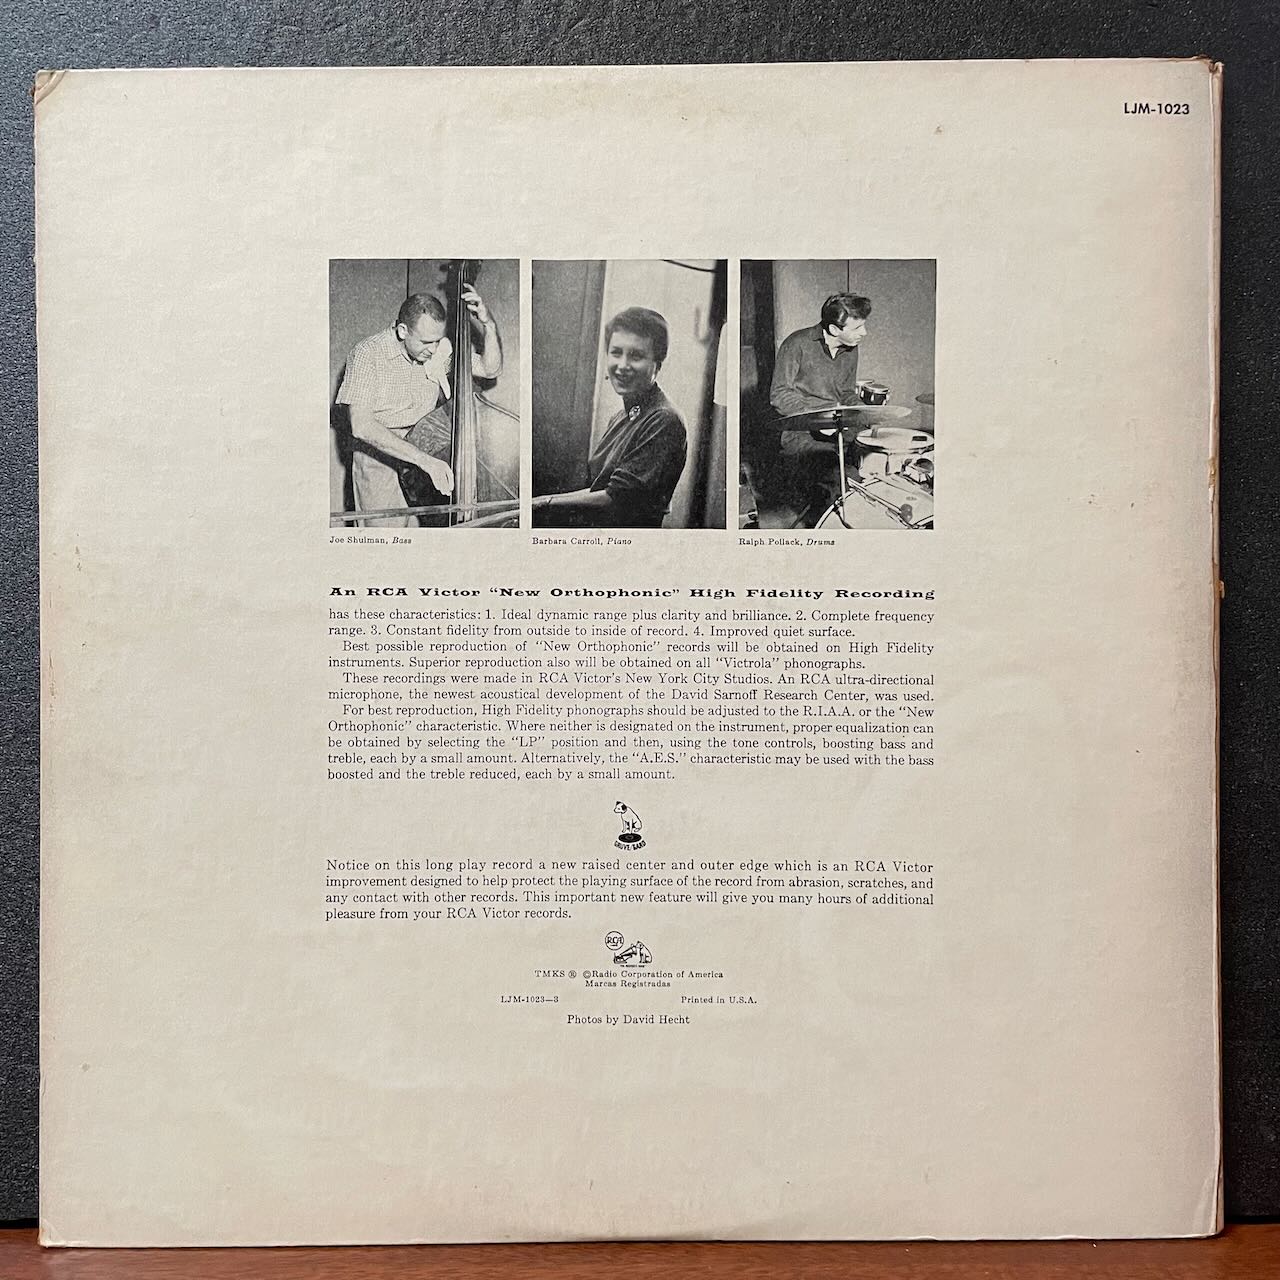 LJM-1023
Joe Shulman, Bass
Barbara Carroll, Piano
Ralph Pollack, Drums
An RCA Victor “New Orthophonic” High Fidelity Recording
has these characteristics: 1. Ideal dynamic range plus clarity and brilliance. 2. Complete frequency
range. 3. Constant fidelity from outside to inside of record. 4. Improved quiet surface.
Best possible reproduction of “New Orthophonic” records will be obtained on High Fidelity
instruments. Superior reproduction also will be obtained on all “Victrola” phonographs.
These recordings were made in RCA Victor’s New York City Studios. An RCA ultra-directional
microphone, the newest acoustical development of the David Sarnoff Research Center, was used.
For best reproduction, High Fidelity phonographs should be adjusted to the R.I.A.A. or the “New
Orthophonic” characteristic. Where neither is designated on the instrument, proper equalization can
be obtained by selecting the “LP” position and then, using the tone controls, boosting bass and
treble, each by a small amount. Alternatively, the “A.E.S.” characteristic may be used with the bass
boosted and the treble reduced, each by a small amount.
GRUVE/GARD
Notice on this long play record a new raised center and outer edge which is an RCA Victor
improvement designed to help protect the playing surface of the record from abrasion, scratches, and
any contact with other records. This important new feature will give you many hours of additional
pleasure from your RCA Victor records.
RCA
TMKS ® ©Radio Corporation of America
Marcas Registradas
LJM-1023—3
Printed in U.S.A.
Photos by David Hecht